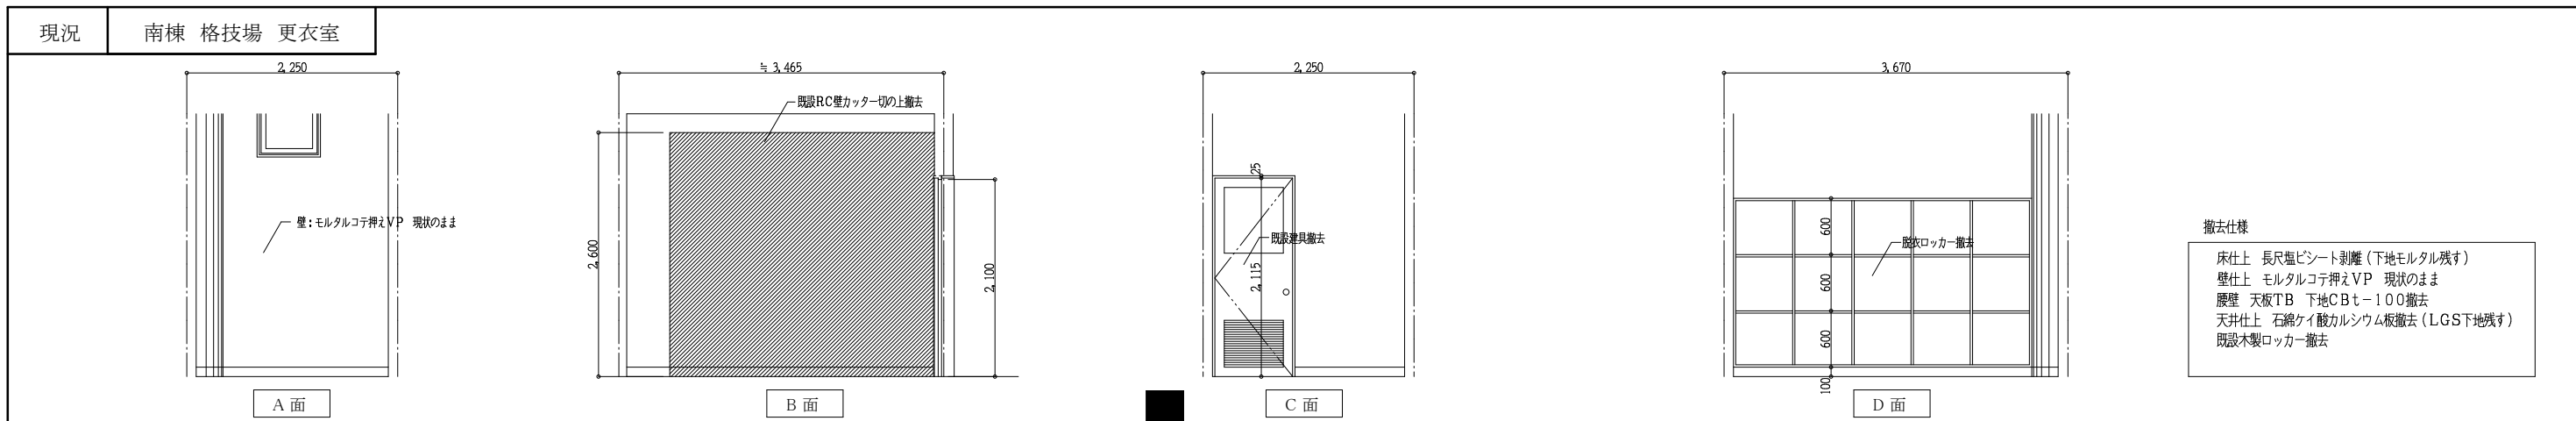 現況
南棟 格技場 更衣室
2,250
壁:モルタルコテ押えVP 現状のまま
A面
≒ 3,465
既設RC壁カッター切の上撤去
2,600
2,100
B面
2,250
25
既設建具撤去
2,115
C面
3,670
600
脱衣ロッカー撤去
600
600
100
D面
撤去仕様
床仕上 長尺塩ビシート剥離(下地モルタル残す)
壁仕上 モルタルコテ押えVP 現状のまま
腰壁 天板TB 下地CBt-100撤去
天井仕上 石綿ケイ酸カルシウム板撤去(LGS下地残す)
既設木製ロッカー撤去